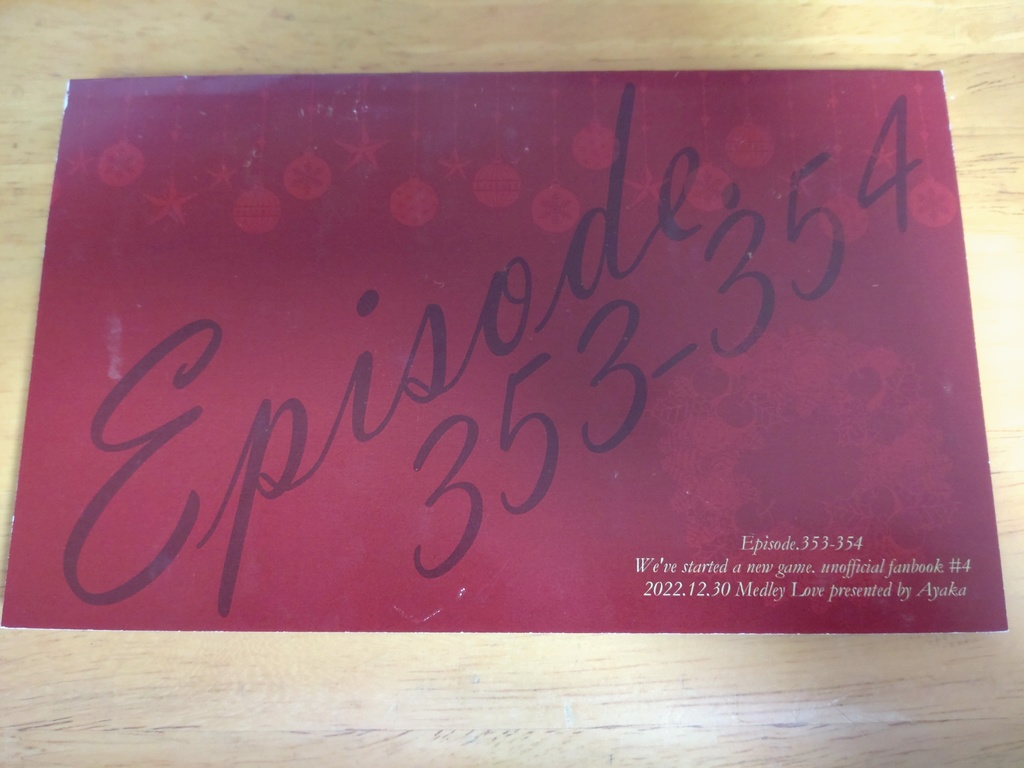 Episode.
353-354
Episode.353-354
We've started a new game. unofficial fanbook #4
2022.12.30 Medley Love presented by Ayaka